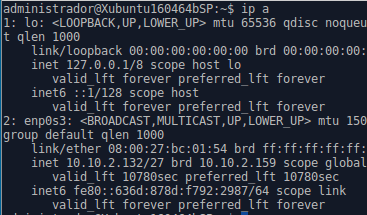 administrador@Xubuntu160464bSP:~$ ip a
1: lo: <LOOPBACK,UP,LOWER_UP> mtu 65536 qdisc noqueu
t qlen 1000
link/loopback 00:00:00:00:00:00 brd 00:00:00:00:
inet 127.0.0.1/8 scope host lo
valid_lft forever preferred_lft forever
inet6 ::1/128 scope host
valid_lft forever preferred_lft forever
2: enp0s3: <BROADCAST,MULTICAST,UP,LOWER_UP> mtu 150
group default qlen 1000
link/ether 08:00:27:bc:01:54 brd ff:ff:ff:ff:ff:
inet 10.10.2.132/27 brd 10.10.2.159 scope global
valid_lft 10780sec preferred_lft 10780sec
inet6 fe80::636d:878d:f792:2987/64 scope link
valid_lft forever preferred_lft forever